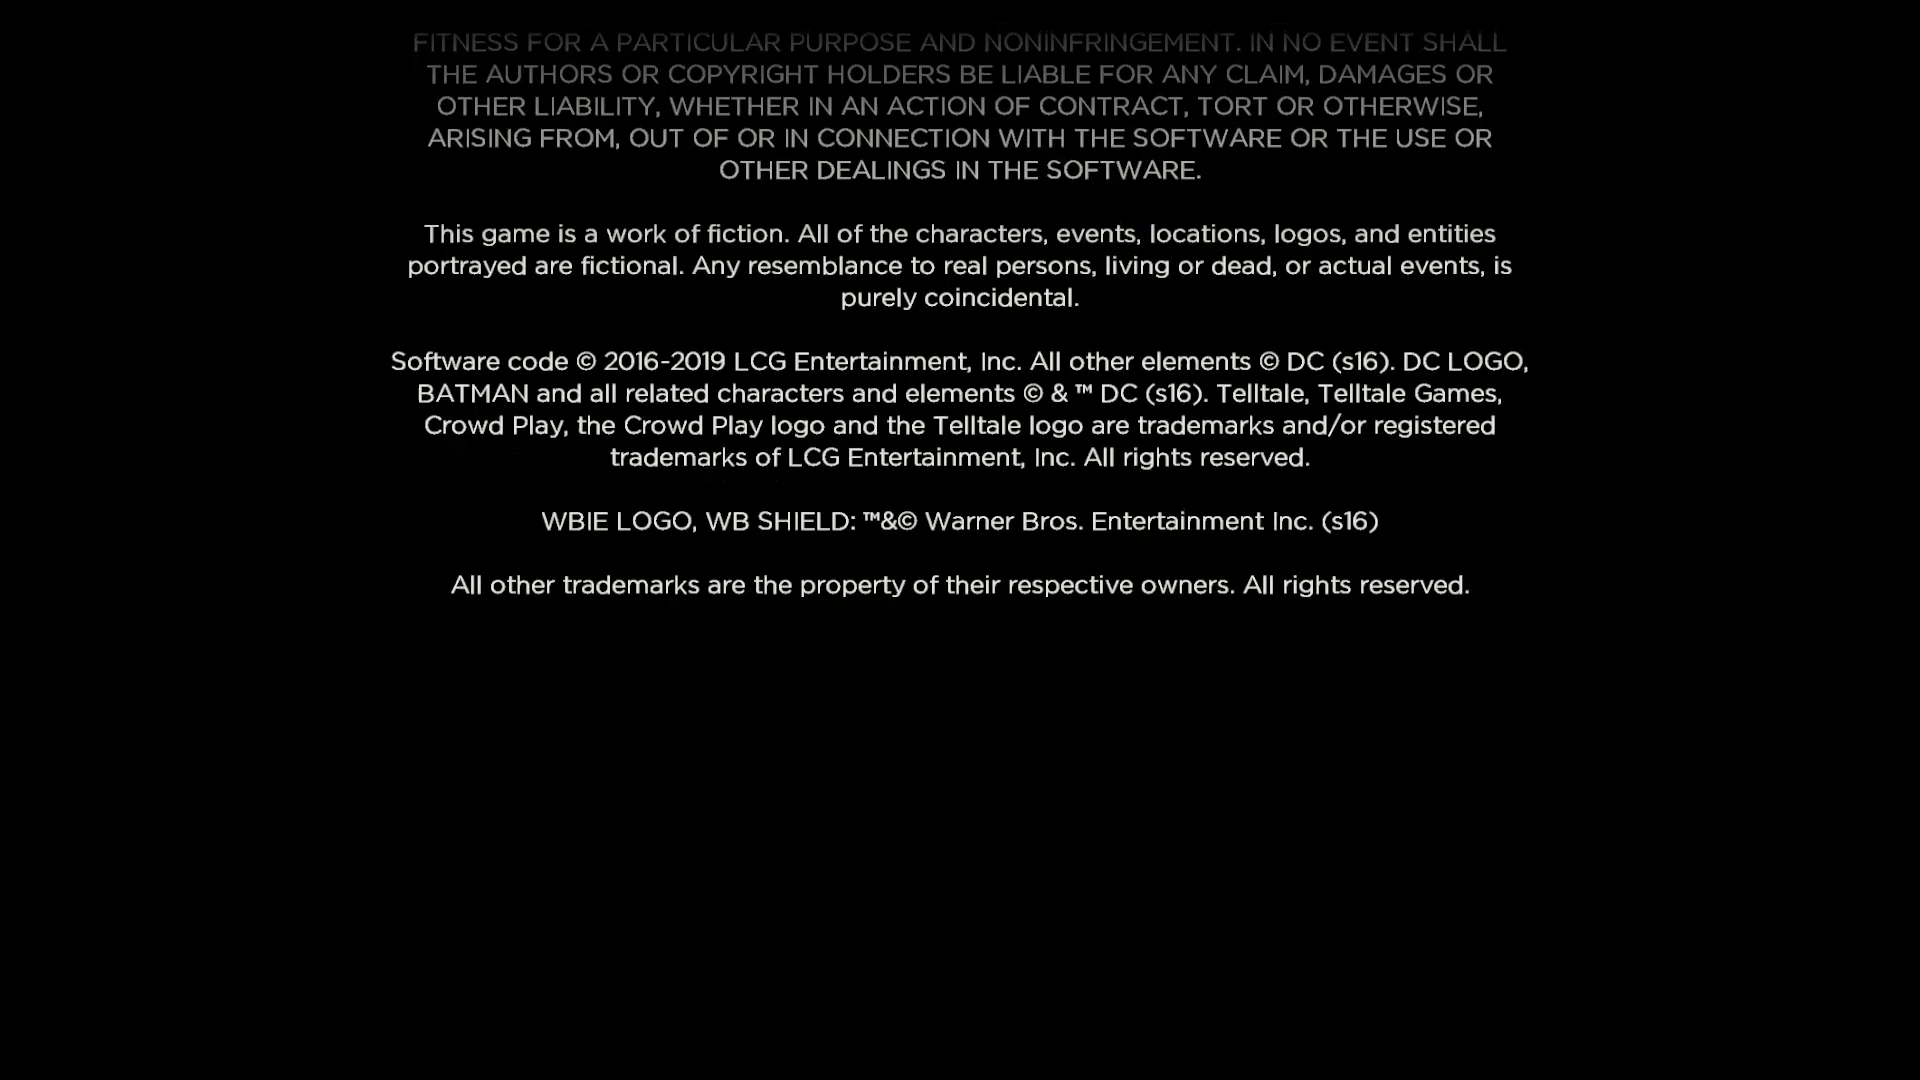 FITNESS FOR A PARTICULAR PURPOSE AND NONINFRINGEMENT. IN NO EVENT SHALL
THE AUTHORS OR COPYRIGHT HOLDERS BE LIABLE FOR ANY CLAIM, DAMAGES OR
OTHER LIABILITY, WHETHER IN AN ACTION OF CONTRACT, TORT OR OTHERWISE,
ARISING FROM, OUT OF OR IN CONNECTION WITH THE SOFTWARE OR THE USE OR
OTHER DEALINGS IN THE SOFTWARE.
This game is a work of fiction. All of the characters, events, locations, logos, and entities
portrayed are fictional. Any resemblance to real persons, living or dead, or actual events, is
purely coincidental.
Software code © 2016-2019 LCG Entertainment, Inc. All other elements © DC (s16). DC LOGO,
BATMAN and all related characters and elements © & ™ DC (s16). Telltale, Telltale Games,
Crowd Play, the Crowd Play logo and the Telltale logo are trademarks and/or registered
trademarks of LCG Entertainment, Inc. All rights reserved.
WBIE LOGO, WB SHIELD: ™&© Warner Bros. Entertainment Inc. (s16)
All other trademarks are the property of their respective owners. All rights reserved.